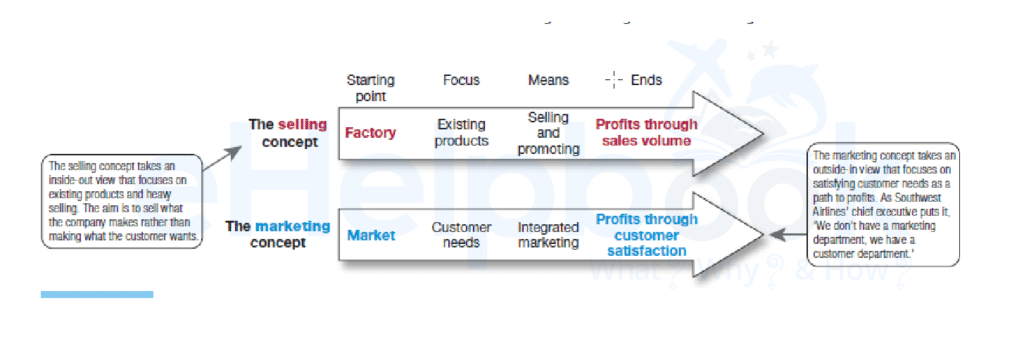 Starting
point
Focus
Means
Ends
The selling
concept
Factory
Existing
products
Selling
and
promoting
Profits through
sales volume
The selling concept takes an
inside-out view that focuses on
existing products and heavy
selling. The aim is to sell what
the company makes rather than
making what the customer wants.
The marketing
concept
Market
Customer
needs
Integrated
marketing
Profits through
customer
satisfaction
The marketing concept takes an
outside-in view that focuses on
satisfying customer needs as a
path to profits. As Southwest
Airlines' chief executive puts it,
'We don't have a marketing
department, we have a
customer department.'
eHelpbook
What ? Why ? & How ?